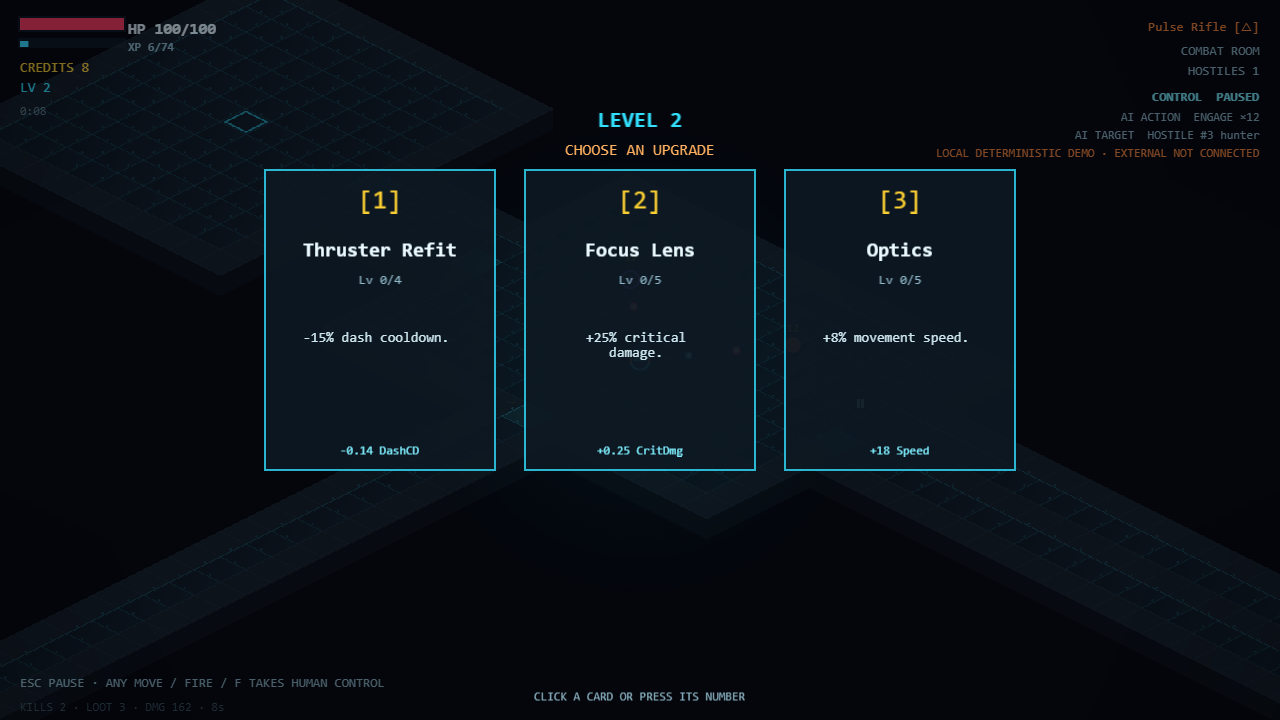 HP 100/100
XP 6/74
CREDITS 8
LV 2
0:08
Pulse Rifle [△]
COMBAT ROOM
HOSTILES 1
CONTROL PAUSED
AI ACTION ENGAGE ×12
AI TARGET HOSTILE #3 hunter
LOCAL DETERMINISTIC DEMO · EXTERNAL NOT CONNECTED
LEVEL 2
CHOOSE AN UPGRADE
[1]
Thruster Refit
Lv 0/4
-15% dash cooldown.
-0.14 DashCD
[2]
Focus Lens
Lv 0/5
+25% critical
damage.
+0.25 CritDmg
[3]
Optics
Lv 0/5
+8% movement speed.
+18 Speed
ESC PAUSE · ANY MOVE / FIRE / F TAKES HUMAN CONTROL
KILLS 2 · LOOT 3 · DMG 162 · 8s
CLICK A CARD OR PRESS ITS NUMBER